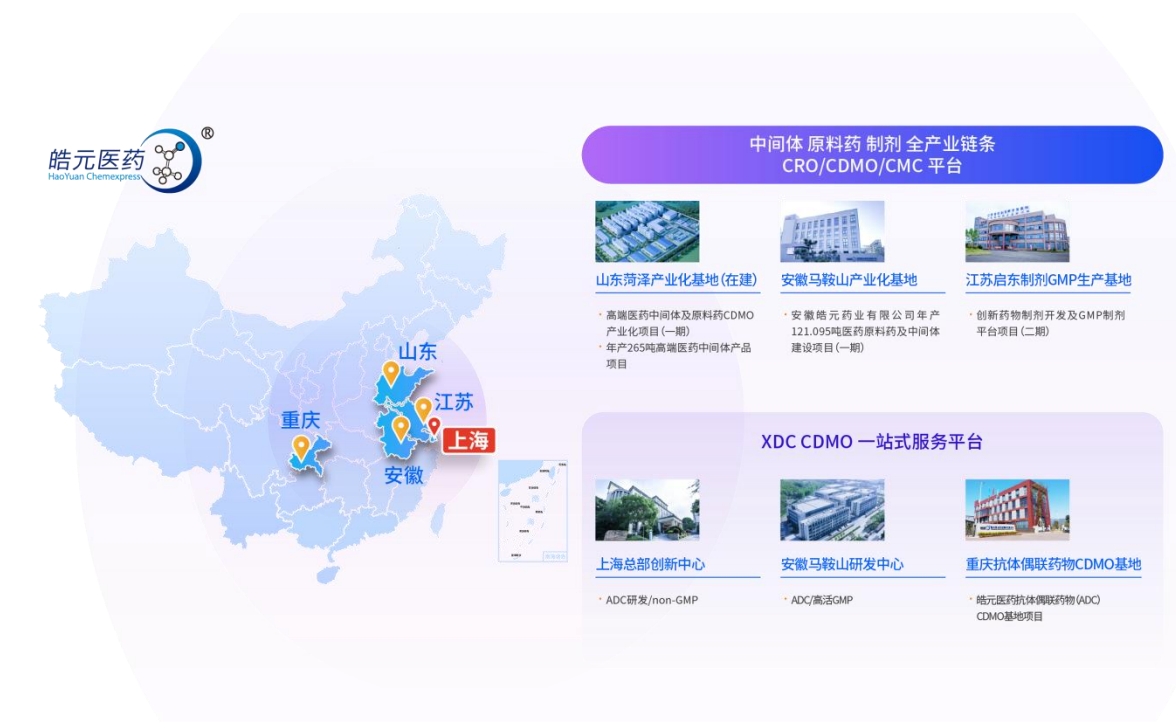 皓元医药
HaoYuan Chemexpress
®
山东
江苏
重庆
上海
安徽
中间体 原料药 制剂 全产业链条
CRO/CDMO/CMC 平台
山东菏泽产业化基地(在建)
· 高端医药中间体及原料药CDMO
产业化项目(一期)
· 年产265吨高端医药中间体产品
项目
安徽马鞍山产业化基地
· 安徽皓元药业有限公司年产
121.095吨医药原料药及中间体
建设项目(一期)
江苏启东制剂GMP生产基地
· 创新药物制剂开发及GMP制剂
平台项目(二期)
XDC CDMO 一站式服务平台
上海总部创新中心
· ADC研发/non-GMP
安徽马鞍山研发中心
· ADC/高活GMP
重庆抗体偶联药物CDMO基地
· 皓元医药抗体偶联药物(ADC)
CDMO基地项目